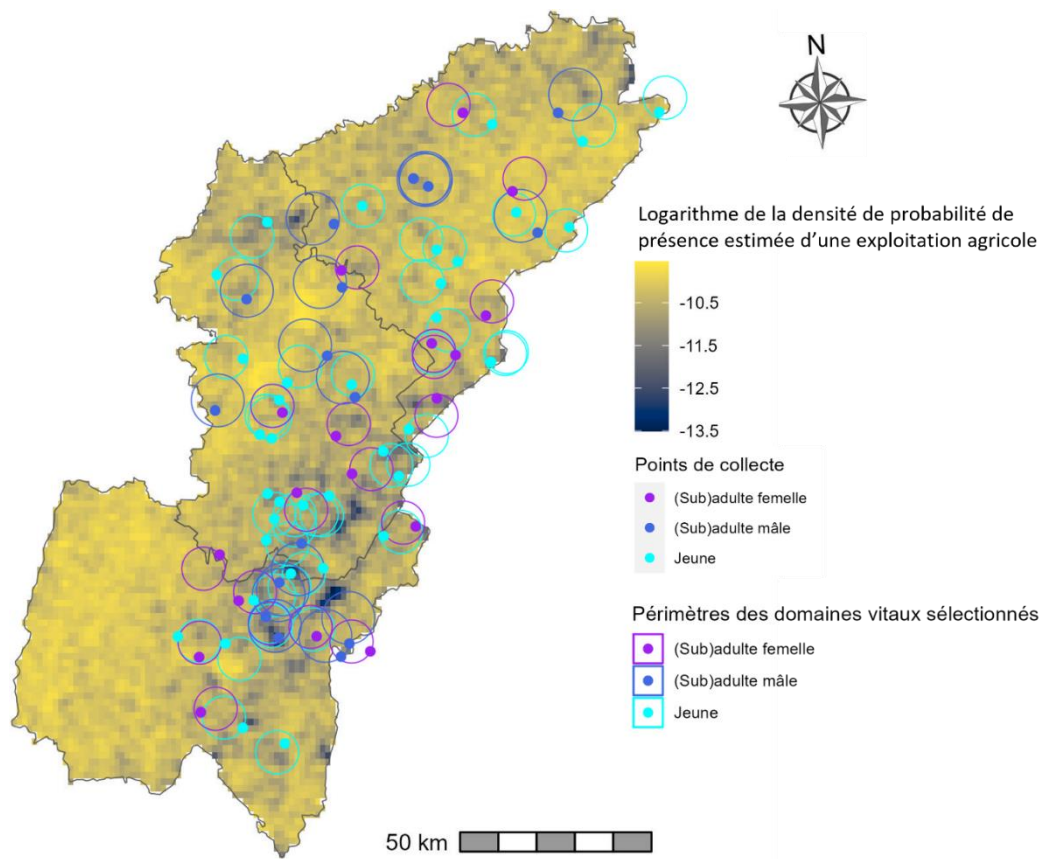 N
Logarithme de la densité de probabilité de
présence estimée d'une exploitation agricole
-10.5
-11.5
-12.5
-13.5
Points de collecte
(Sub)adulte femelle
(Sub)adulte mâle
Jeune
Périmètres des domaines vitaux sélectionnés
(Sub)adulte femelle
(Sub)adulte mâle
Jeune
50 km